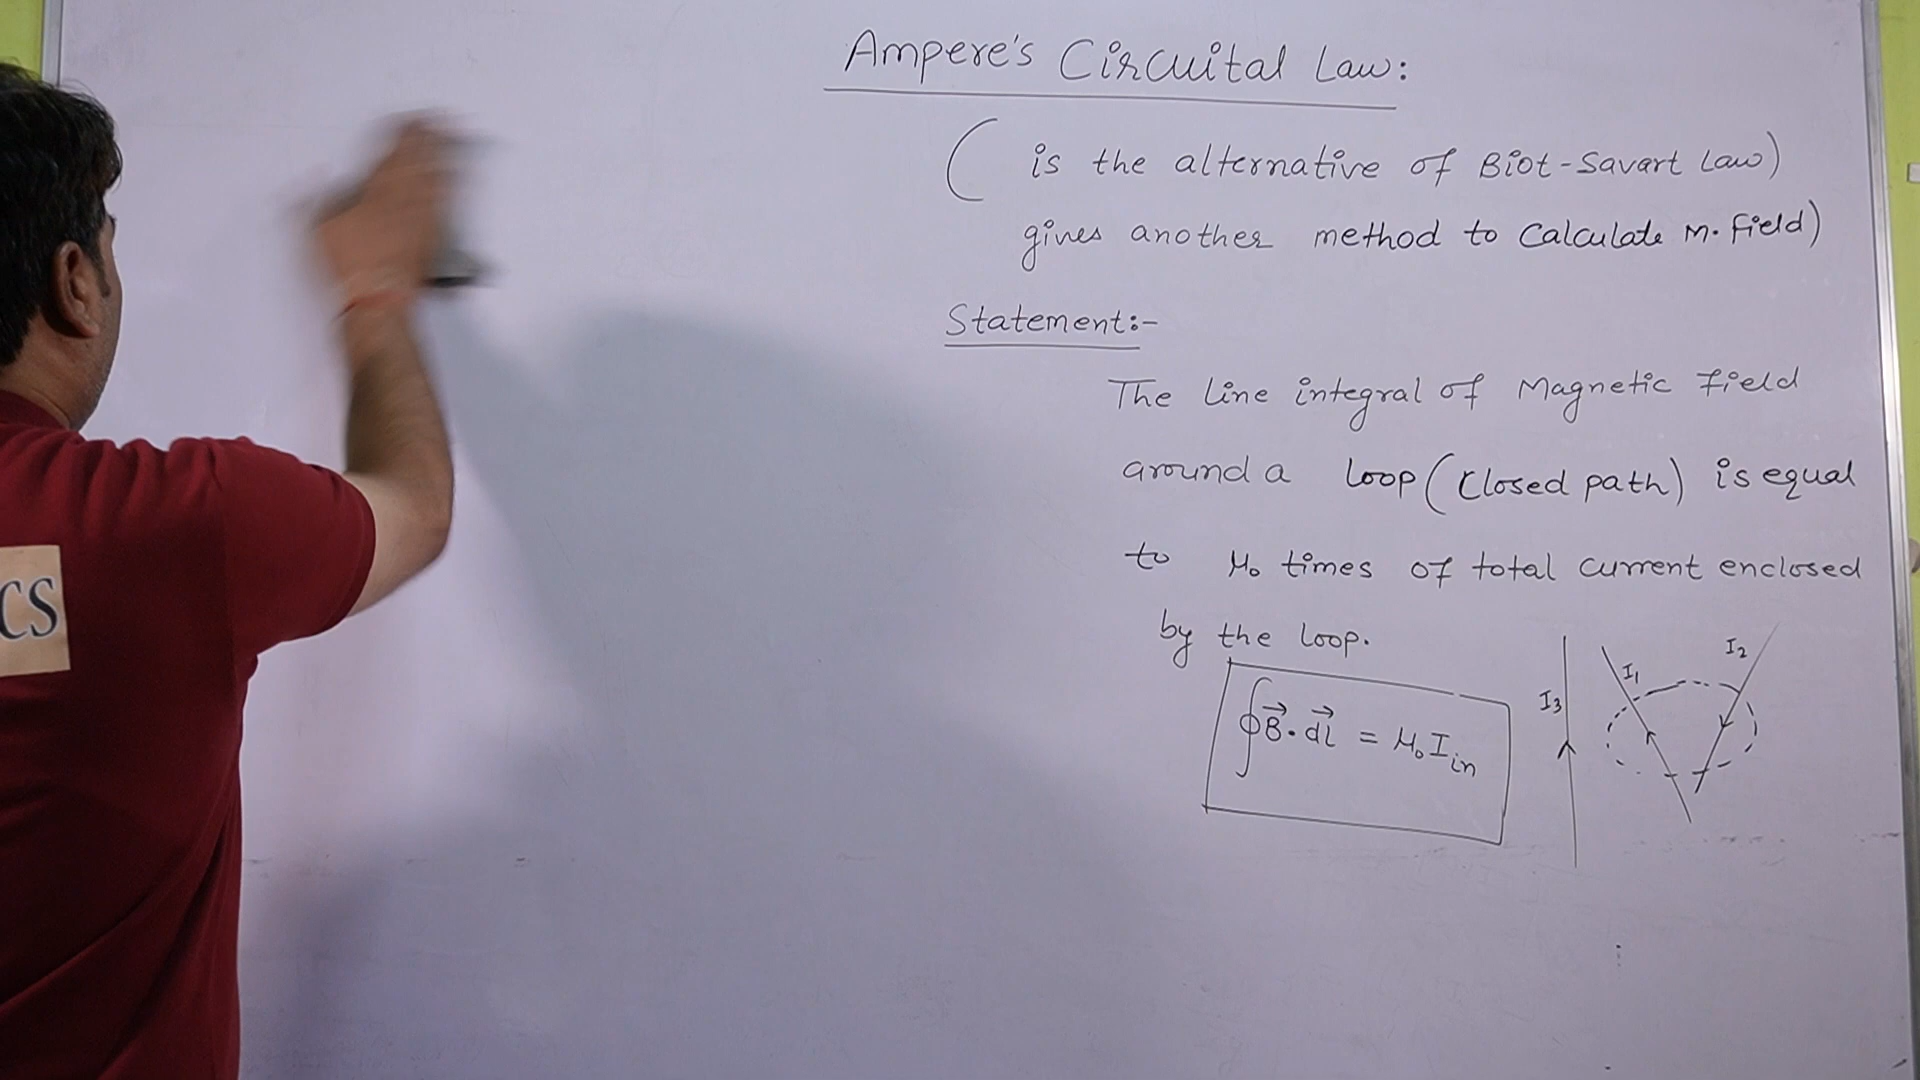 Ampere's Circuital Law:
( is the alternative of Biot-Savart Law)
gives another method to Calculate M. Field)
Statement:-
The Line integral of Magnetic Field
around a Loop (Closed path) is equal
to μ₀ times of total current enclosed
by the Loop.
∮B⃗·dl⃗ = μ₀I_in
I₃
I₁
I₂
CS